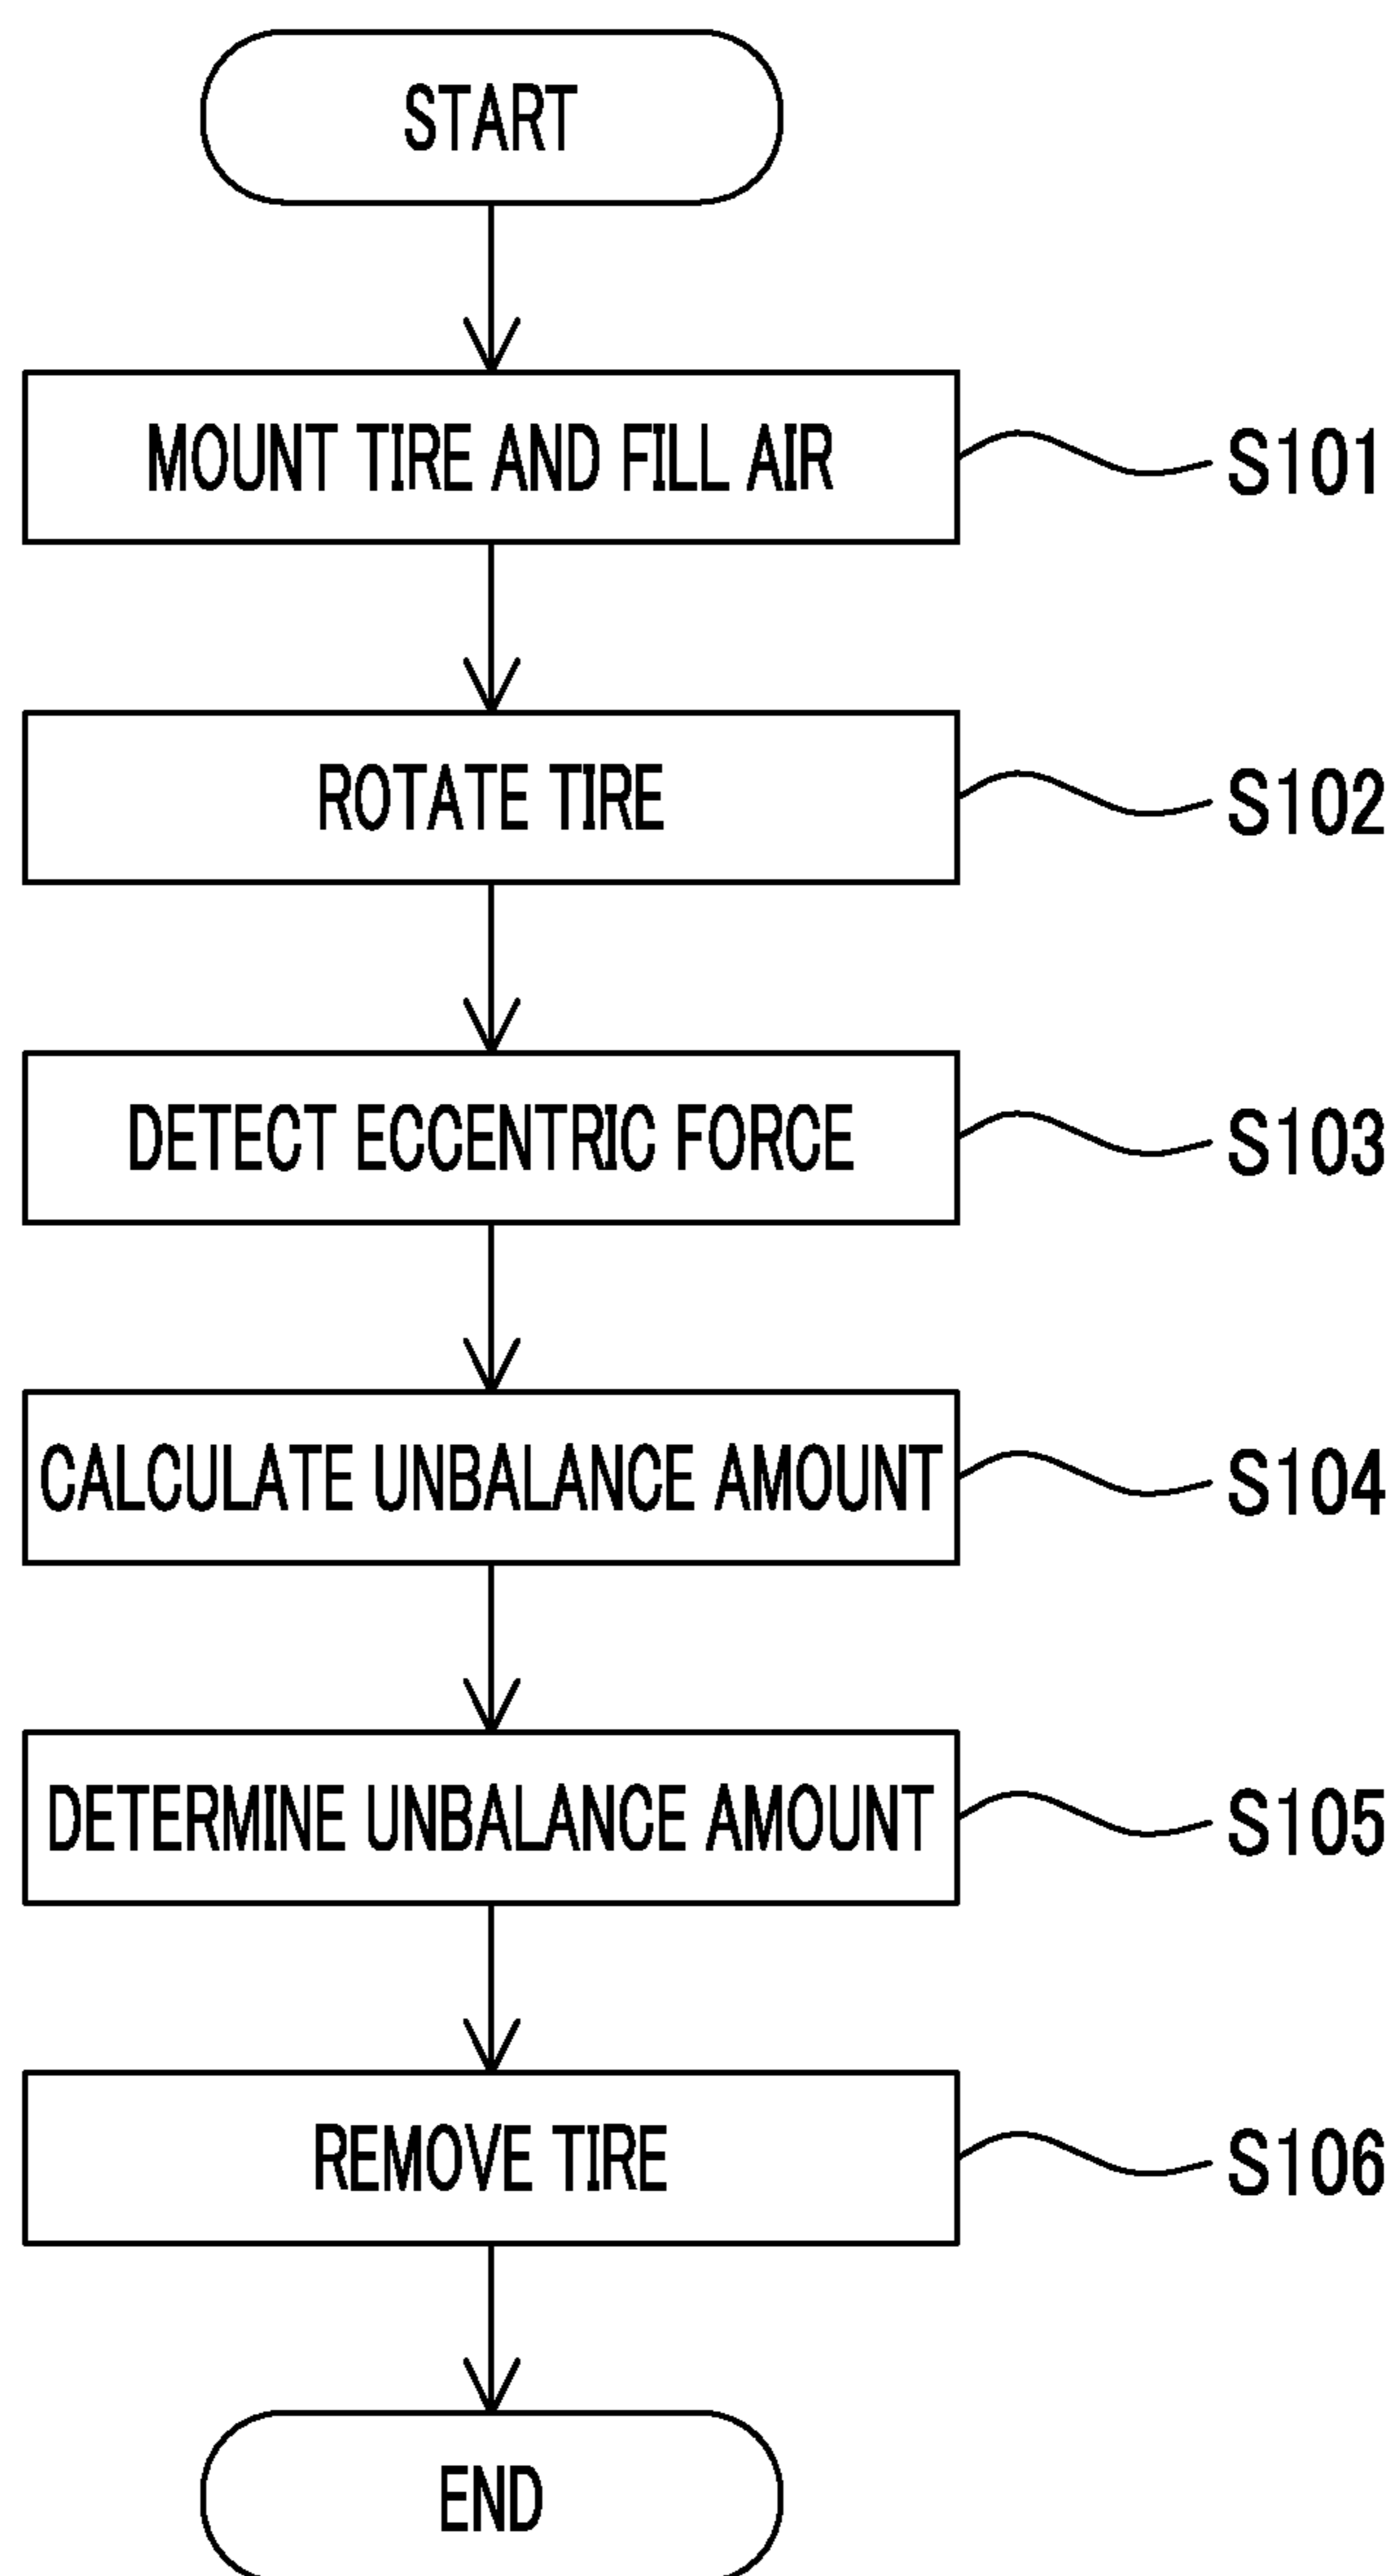 START
MOUNT TIRE AND FILL AIR S101
ROTATE TIRE S102
DETECT ECCENTRIC FORCE S103
CALCULATE UNBALANCE AMOUNT S104
DETERMINE UNBALANCE AMOUNT S105
REMOVE TIRE S106
END